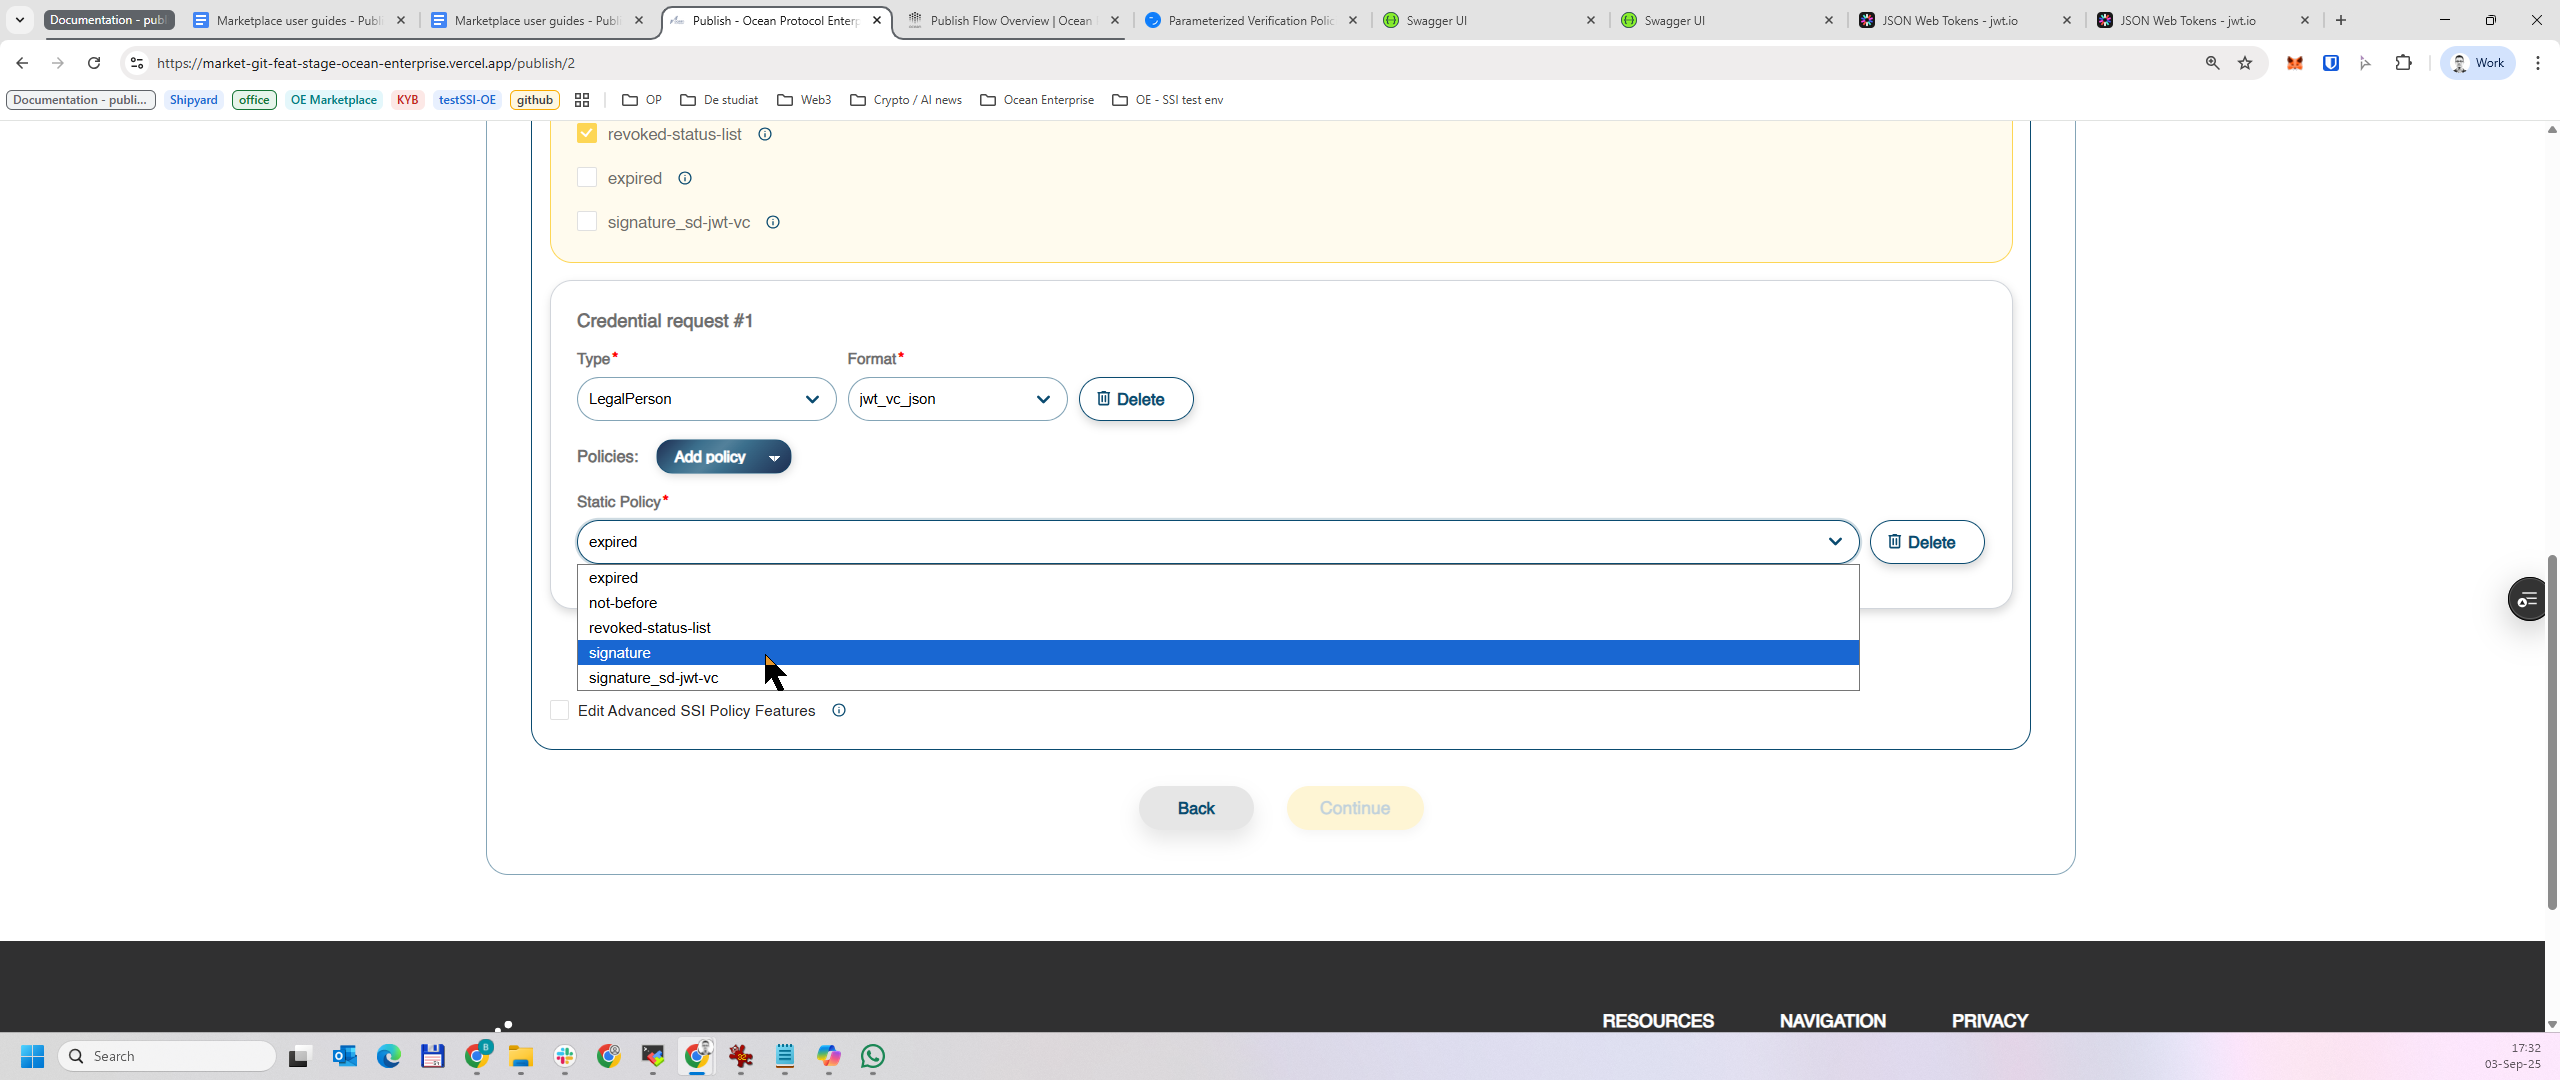 Documentation - publ
Marketplace user guides - Publ
Marketplace user guides - Publ
Publish - Ocean Protocol Enterp
Publish Flow Overview | Ocean
Parameterized Verification Polic
Swagger UI
Swagger UI
JSON Web Tokens - jwt.io
JSON Web Tokens - jwt.io
https://market-git-feat-stage-ocean-enterprise.vercel.app/publish/2
Work
Documentation - publi...
Shipyard
office
OE Marketplace
KYB
testSSI-OE
github
OP
De studiat
Web3
Crypto / AI news
Ocean Enterprise
OE - SSI test env
revoked-status-list
expired
signature_sd-jwt-vc
Credential request #1
Type*
Format*
LegalPerson
jwt_vc_json
Delete
Policies:
Add policy
Static Policy*
expired
Delete
expired
not-before
revoked-status-list
signature
signature_sd-jwt-vc
Edit Advanced SSI Policy Features
Back
Continue
RESOURCES
NAVIGATION
PRIVACY
Search
17:32
03-Sep-25